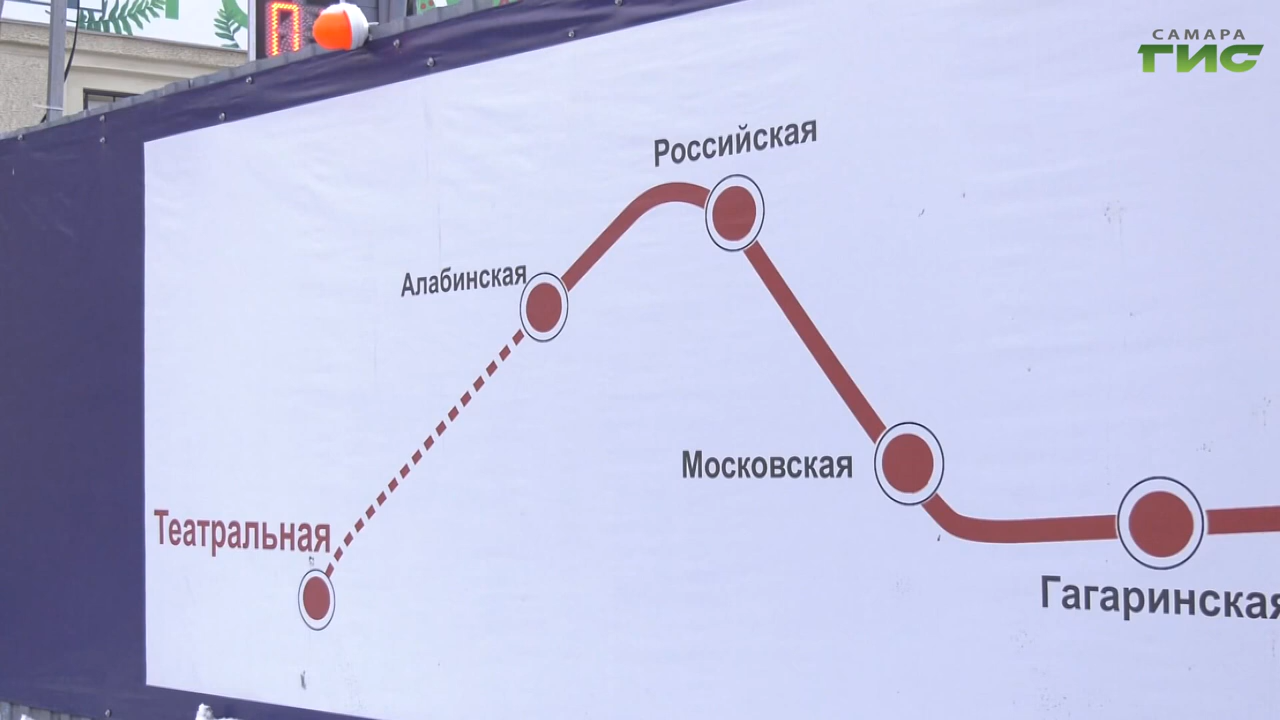 П
САМАРА
ГИС
Российская
Алабинская
Московская
Театральная
Гагаринская